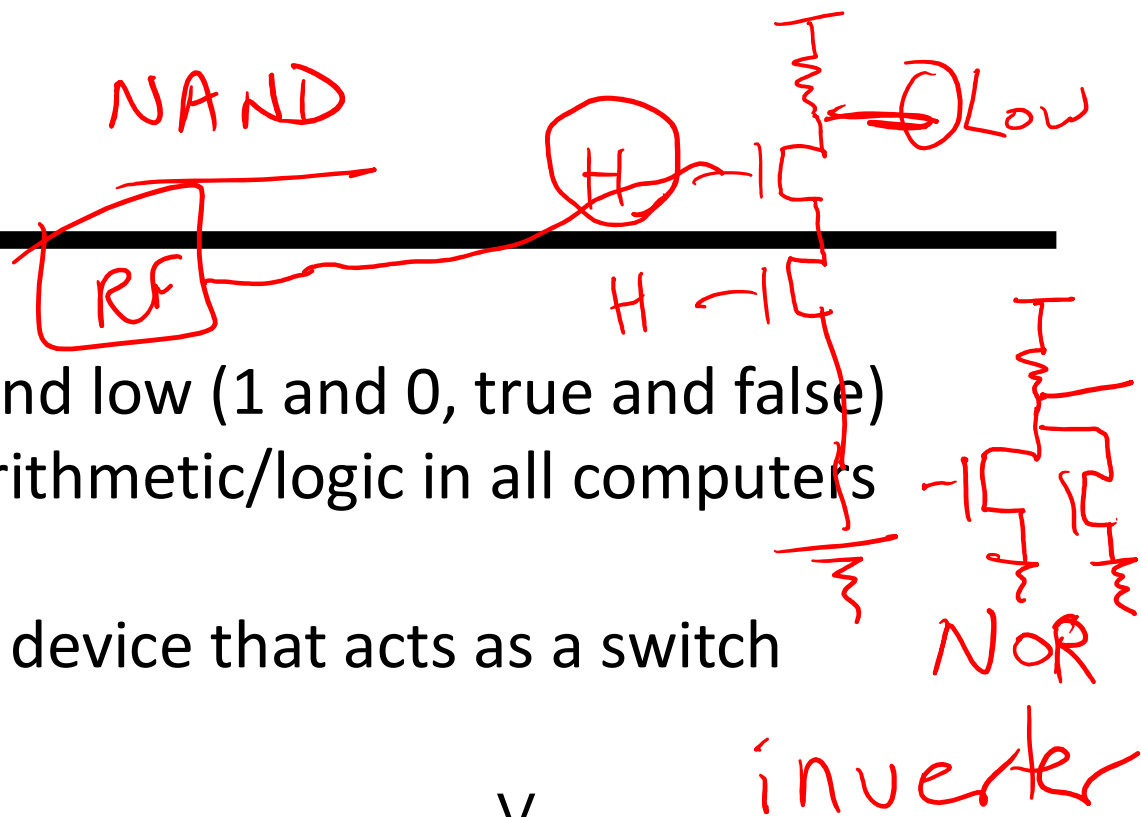 NAND
Low
H
RF
H
nd low (1 and 0, true and false)
rithmetic/logic in all computers
device that acts as a switch
NOR
inverter
V